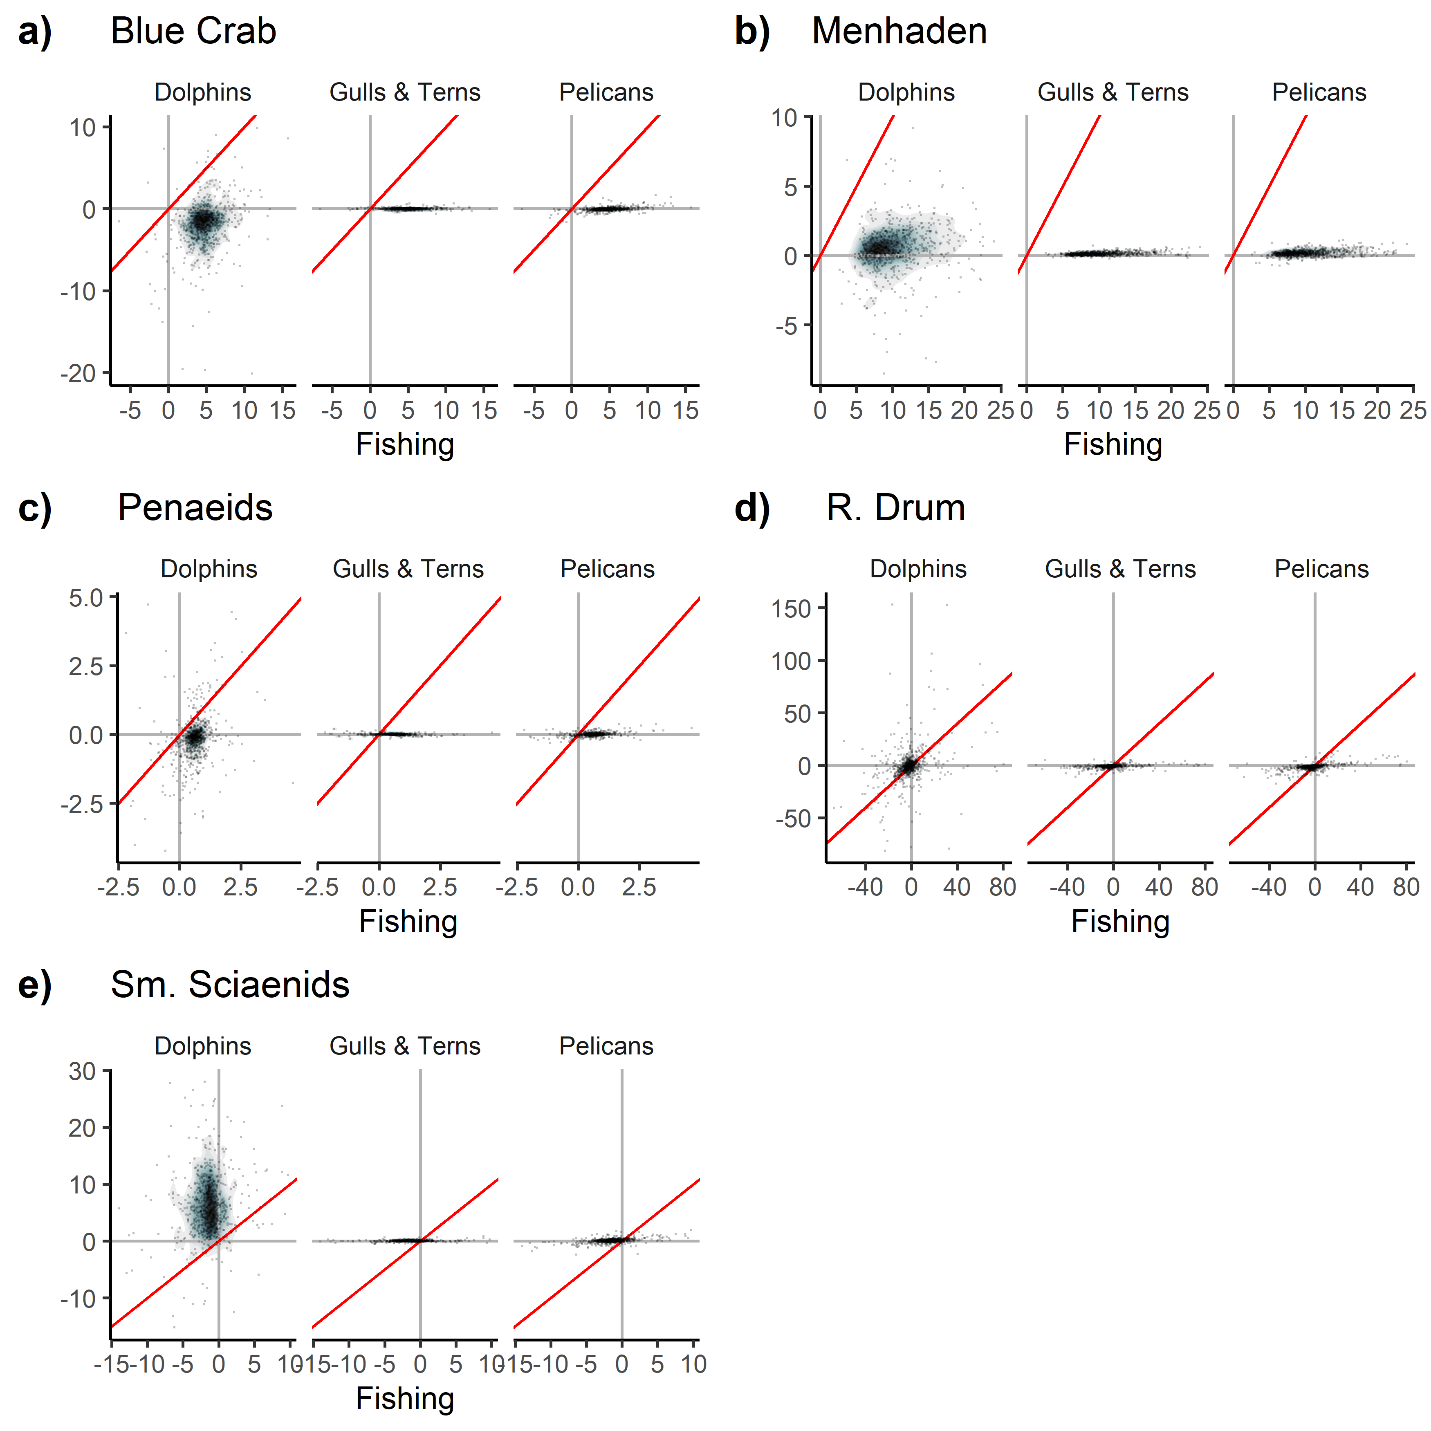 a) Blue Crab
b) Menhaden
Dolphins Gulls & Terns Pelicans
Dolphins Gulls & Terns Pelicans
10
0
-10
-20
10
5
0
-5
-5 0 5 10 15 -5 0 5 10 15 -5 0 5 10 15
0 5 10 15 20 25 0 5 10 15 20 25 0 5 10 15 20 25
Fishing
Fishing
c) Penaeids
d) R. Drum
Dolphins Gulls & Terns Pelicans
Dolphins Gulls & Terns Pelicans
5.0
2.5
0.0
-2.5
150
100
50
0
-50
-2.5 0.0 2.5 -2.5 0.0 2.5 -2.5 0.0 2.5
-40 0 40 80 -40 0 40 80 -40 0 40 80
Fishing
Fishing
e) Sm. Sciaenids
Dolphins Gulls & Terns Pelicans
30
20
10
0
-10
-15 -10 -5 0 5 10 -15 -10 -5 0 5 10 -15 -10 -5 0 5 10
Fishing